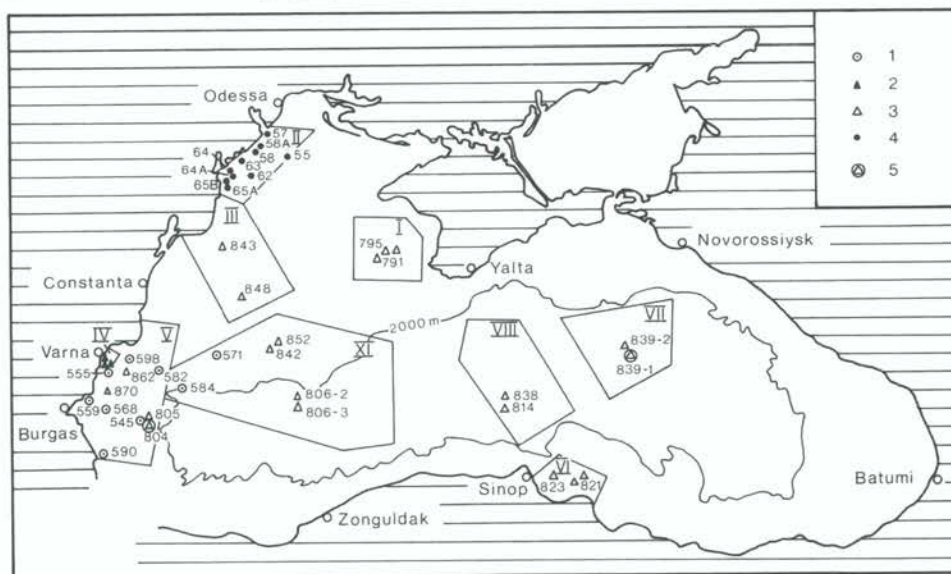 1
2
3
4
5
Odessa
57
II
58A
58
55
64
63
64A
62
65B
65A
III
843
I
795
791
Novorossiysk
Yalta
Constanta
848
2000 m
IV
V
VIII
VII
Varna
598
571
852
842
XI
839-2
555
862
582
839-1
870
584
806-2
838
559
568
805
806-3
814
Burgas
545
804
590
VI
Sinop
823
821
Batumi
Zonguldak